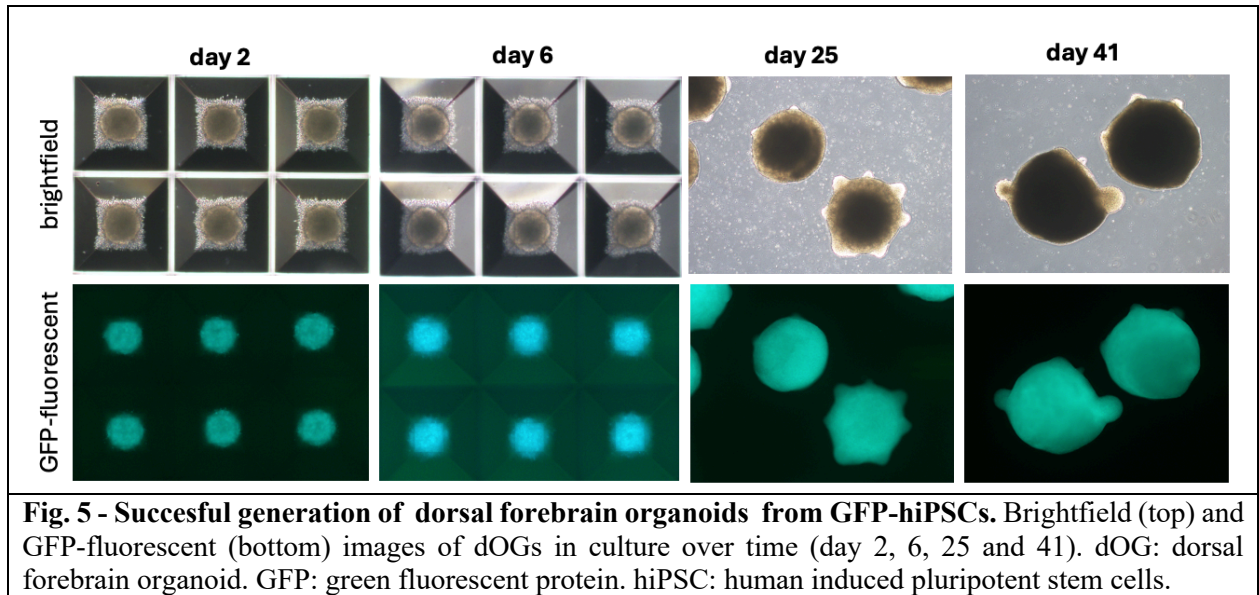 day 2
day 6
day 25
day 41
brightfield
GFP-fluorescent
Fig. 5 - Succesful generation of dorsal forebrain organoids from GFP-hiPSCs. Brightfield (top) and
GFP-fluorescent (bottom) images of dOGs in culture over time (day 2, 6, 25 and 41). dOG: dorsal
forebrain organoid. GFP: green fluorescent protein. hiPSC: human induced pluripotent stem cells.